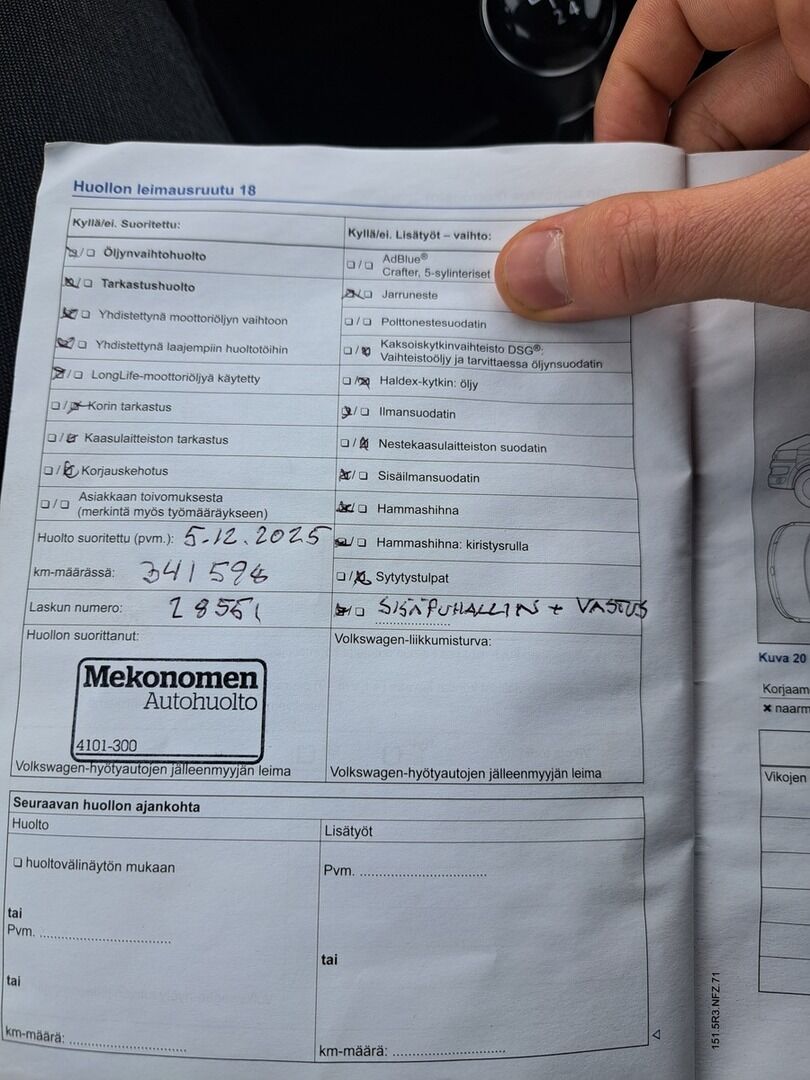 24
Huollon leimausruutu 18
Kyllä/ei. Suoritettu:
☒/☐ Öljynvaihtohuolto
☒/☐ Tarkastushuolto
☒/☐ Yhdistettynä moottoriöljyn vaihtoon
☒/☐ Yhdistettynä laajempiin huoltotöihin
☒/☐ LongLife-moottoriöljyä käytetty
☐/☒ Korin tarkastus
☐/☒ Kaasulaitteiston tarkastus
☐/☒ Korjauskehotus
☐/☐ Asiakkaan toivomuksesta
(merkintä myös työmääräykseen)
Huolto suoritettu (pvm.): 5.12.2025
km-määrässä: 341598
Laskun numero: 28561
Huollon suorittanut:
Mekonomen
Autohuolto
4101-300
Volkswagen-hyötyautojen jälleenmyyjän leima
Kyllä/ei. Lisätyöt – vaihto:
☐/☐ AdBlue®
Crafter, 5-sylinteriset
☒/☐ Jarruneste
☐/☐ Polttonestesuodatin
☐/☒ Kaksoiskytkinvaihteisto DSG®:
Vaihteistoöljy ja tarvittaessa öljynsuodatin
☐/☒ Haldex-kytkin: öljy
☒/☐ Ilmansuodatin
☐/☒ Nestekaasulaitteiston suodatin
☒/☐ Sisäilmansuodatin
☒/☐ Hammashihna
☒/☐ Hammashihna: kiristysrulla
☐/☒ Sytytystulpat
☒/☐ SISÄPUHALLIN + VASTUS
Volkswagen-liikkumisturva:
Volkswagen-hyötyautojen jälleenmyyjän leima
Seuraavan huollon ajankohta
Huolto
☐ huoltovälinäytön mukaan
tai
Pvm. ................................
tai
km-määrä: ............................
Lisätyöt
Pvm. ................................
tai
km-määrä: ............................
151.5R3.NFZ.71
Kuva 20
Korjaam
✖ naarm
Vikojen